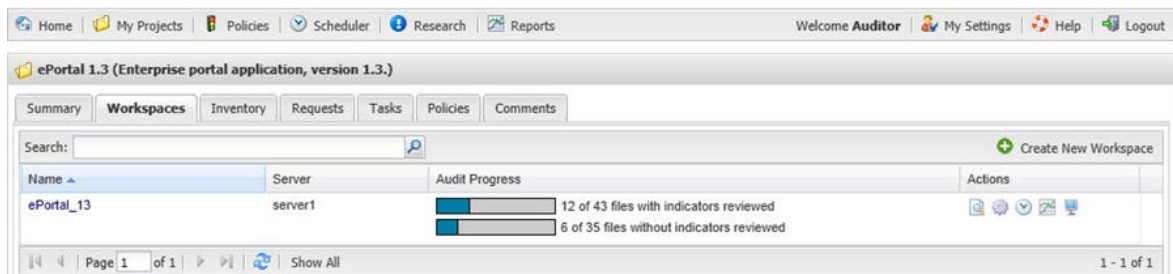 Home My Projects Policies Scheduler Research Reports Welcome Auditor My Settings Help Logout
ePortal 1.3 (Enterprise portal application, version 1.3.)
Summary Workspaces Inventory Requests Tasks Policies Comments
Search: Create New Workspace
Name Server Audit Progress Actions
ePortal_13 server1 12 of 43 files with indicators reviewed
6 of 35 files without indicators reviewed
Page 1 of 1 Show All 1 - 1 of 1